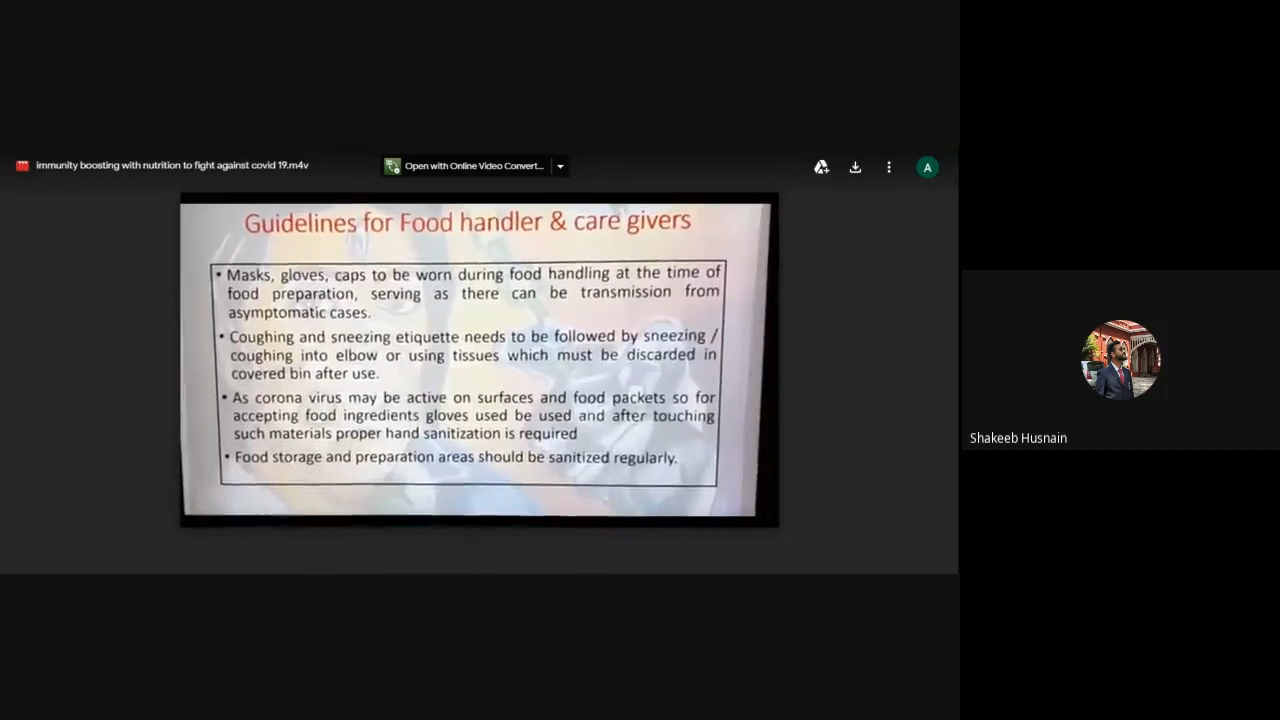 immunity boosting with nutrition to fight against covid 19.m4v
Open with Online Video Convert...
A
Guidelines for Food handler & care givers
• Masks, gloves, caps to be worn during food handling at the time of
food preparation, serving as there can be transmission from
asymptomatic cases.
• Coughing and sneezing etiquette needs to be followed by sneezing /
coughing into elbow or using tissues which must be discarded in
covered bin after use.
• As corona virus may be active on surfaces and food packets so for
accepting food ingredients gloves used be used and after touching
such materials proper hand sanitization is required
• Food storage and preparation areas should be sanitized regularly.
Shakeeb Husnain